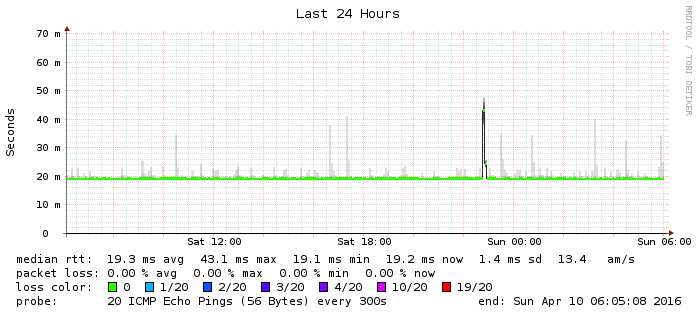 Last 24 Hours
RRDTOOL / TOBI OETIKER
Seconds
70 m
60 m
50 m
40 m
30 m
20 m
10 m
0
Sat 12:00 Sat 18:00 Sun 00:00 Sun 06:00
median rtt: 19.3 ms avg 43.1 ms max 19.1 ms min 19.2 ms now 1.4 ms sd 13.4 am/s
packet loss: 0.00 % avg 0.00 % max 0.00 % min 0.00 % now
loss color: 0 1/20 2/20 3/20 4/20 10/20 19/20
probe: 20 ICMP Echo Pings (56 Bytes) every 300s end: Sun Apr 10 06:05:08 2016